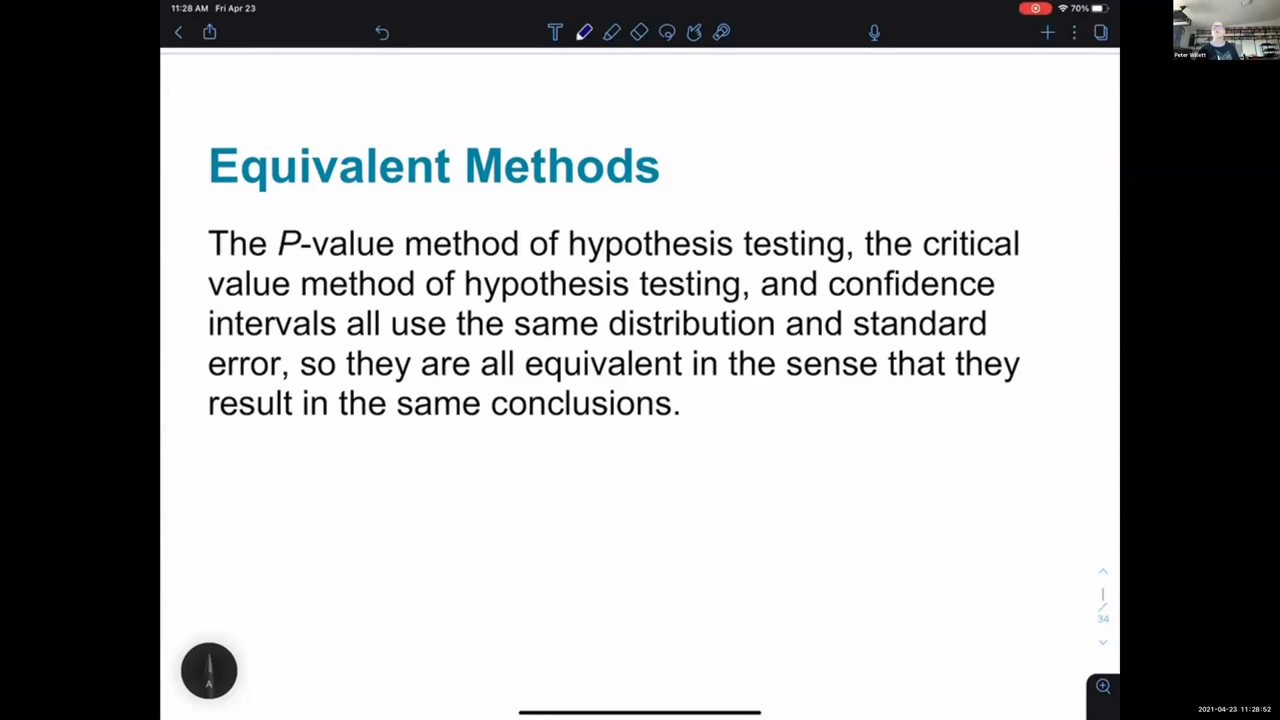 11:28 AM Fri Apr 23
70%
Peter Willett
T
Equivalent Methods
The P-value method of hypothesis testing, the critical
value method of hypothesis testing, and confidence
intervals all use the same distribution and standard
error, so they are all equivalent in the sense that they
result in the same conclusions.
34
A
2021-04-23 11:28:52